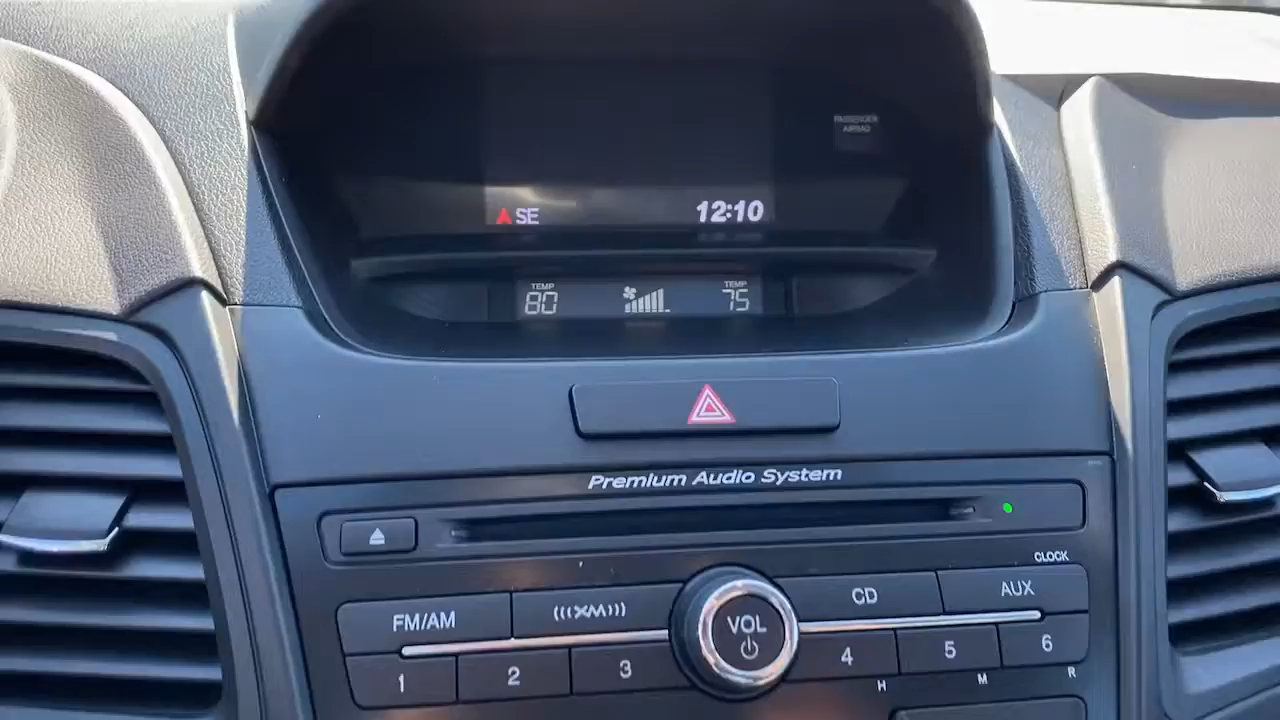 PASSENGER
AIRBAG
SE
12:10
TEMP
80
TEMP
75
Premium Audio System
CLOCK
FM/AM
(((XM)))
VOL
CD
AUX
1
2
3
4
5
6
H
M
R